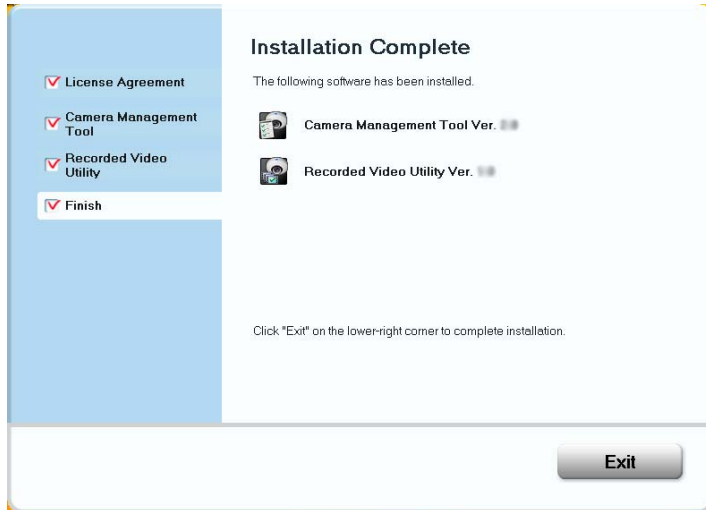 License Agreement
Camera Management
Tool
Recorded Video
Utility
Finish
Installation Complete
The following software has been installed.
Camera Management Tool Ver.
Recorded Video Utility Ver.
Click "Exit" on the lower-right corner to complete installation.
Exit